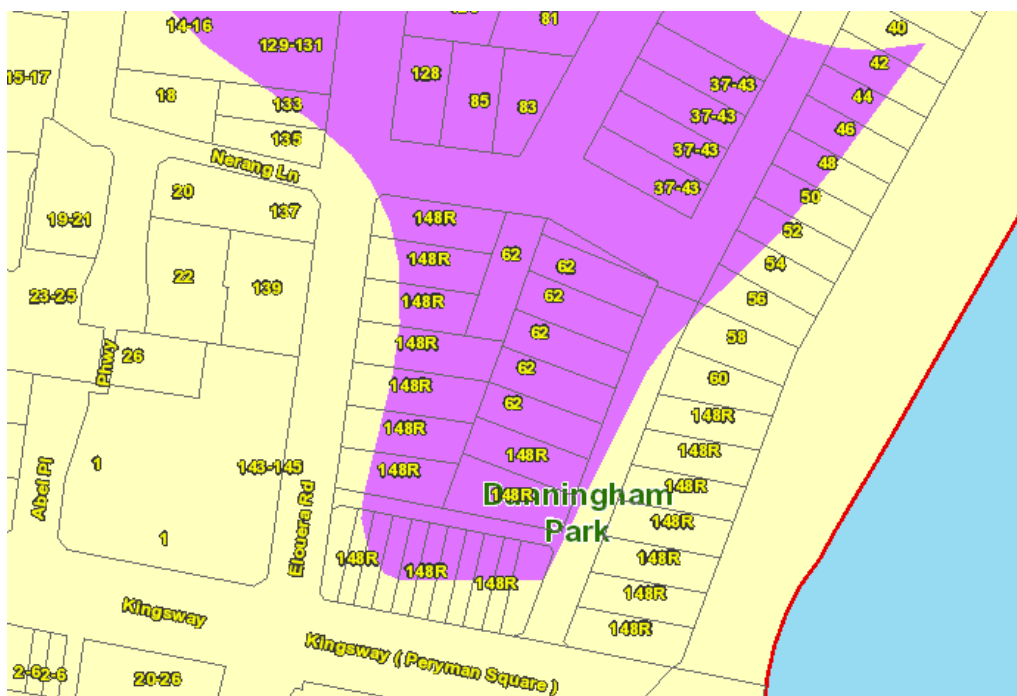 40
81
14-16
129-131
42
15-17
128
37-43
18
85
44
133
83
37-43
46
135
37-43
48
Nerang Ln
20
37-43
50
137
148R
19-21
52
62
148R
62
54
22
139
62
23-25
148R
56
62
58
148R
26
Phwy
62
60
148R
62
148R
148R
148R
148R
1
143-145
148R
148R
148R
Abel Pl
Elouera Rd
Dunningham
Park
148R
1
148R
148R
148R
148R
148R
Kingsway
148R
Kingsway ( Peryman Square )
2-6
2-6
20-26